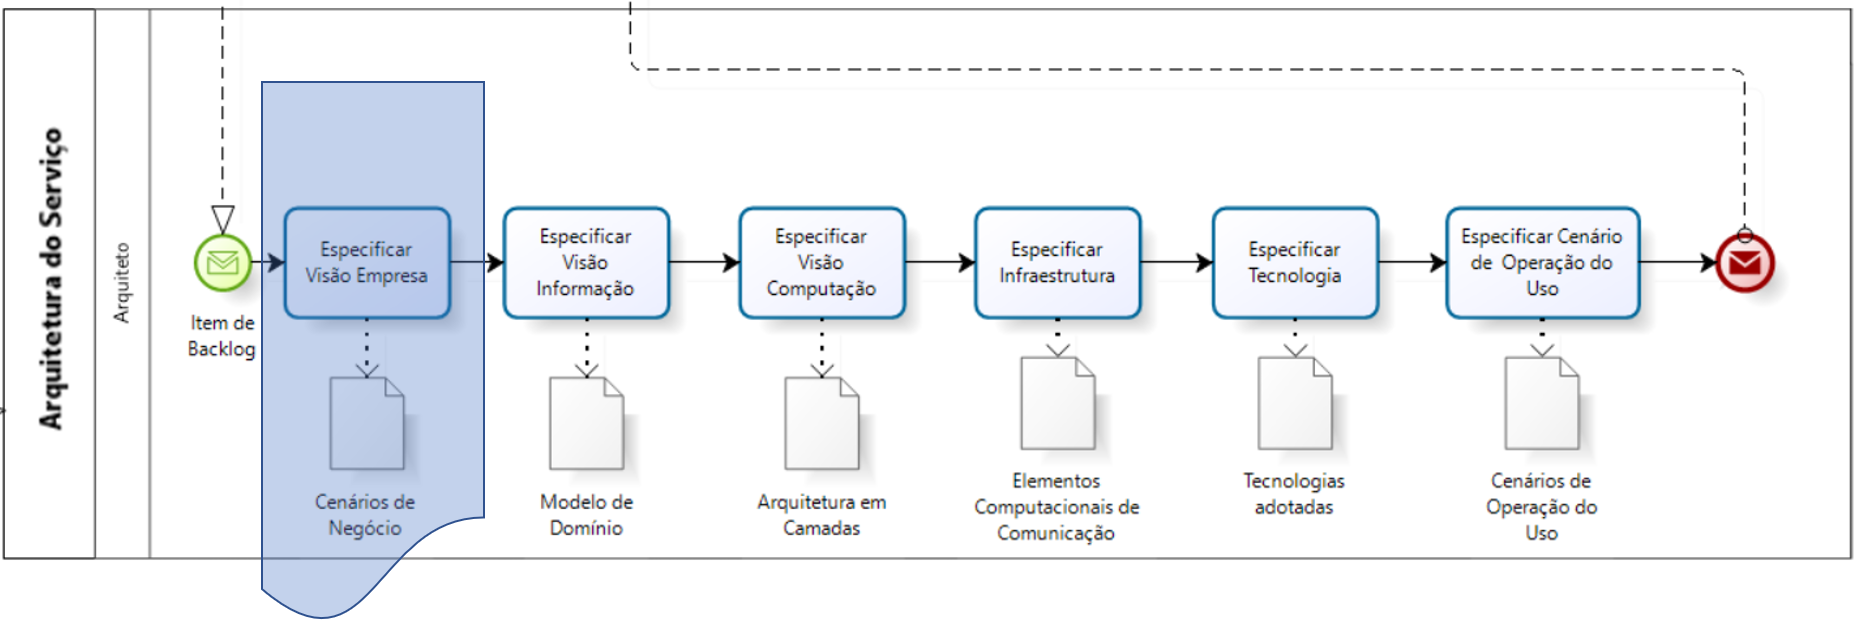 Arquitetura do Serviço
Arquiteto
Item de
Backlog
Especificar
Visão Empresa
Especificar
Visão
Informação
Especificar
Visão
Computação
Especificar
Infraestrutura
Especificar
Tecnologia
Especificar Cenário
de Operação do
Uso
Cenários de
Negócio
Modelo de
Domínio
Arquitetura em
Camadas
Elementos
Computacionais de
Comunicação
Tecnologias
adotadas
Cenários de
Operação do
Uso